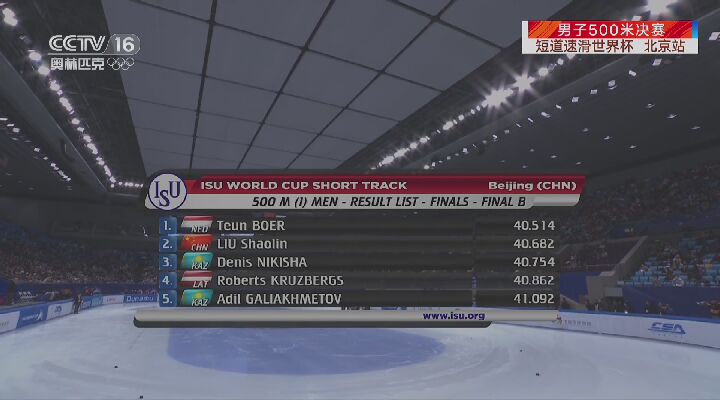 CCTV 16
奥林匹克
男子500米决赛
短道速滑世界杯 北京站
ISU
ISU WORLD CUP SHORT TRACK Beijing (CHN)
500 M (I) MEN - RESULT LIST - FINALS - FINAL B
1. NED Teun BOER 40.514
2. CHN LIU Shaolin 40.682
3. KAZ Denis NIKISHA 40.754
4. LAT Roberts KRUZBERGS 40.862
5. KAZ Adil GALIAKHMETOV 41.092
www.isu.org
CSA